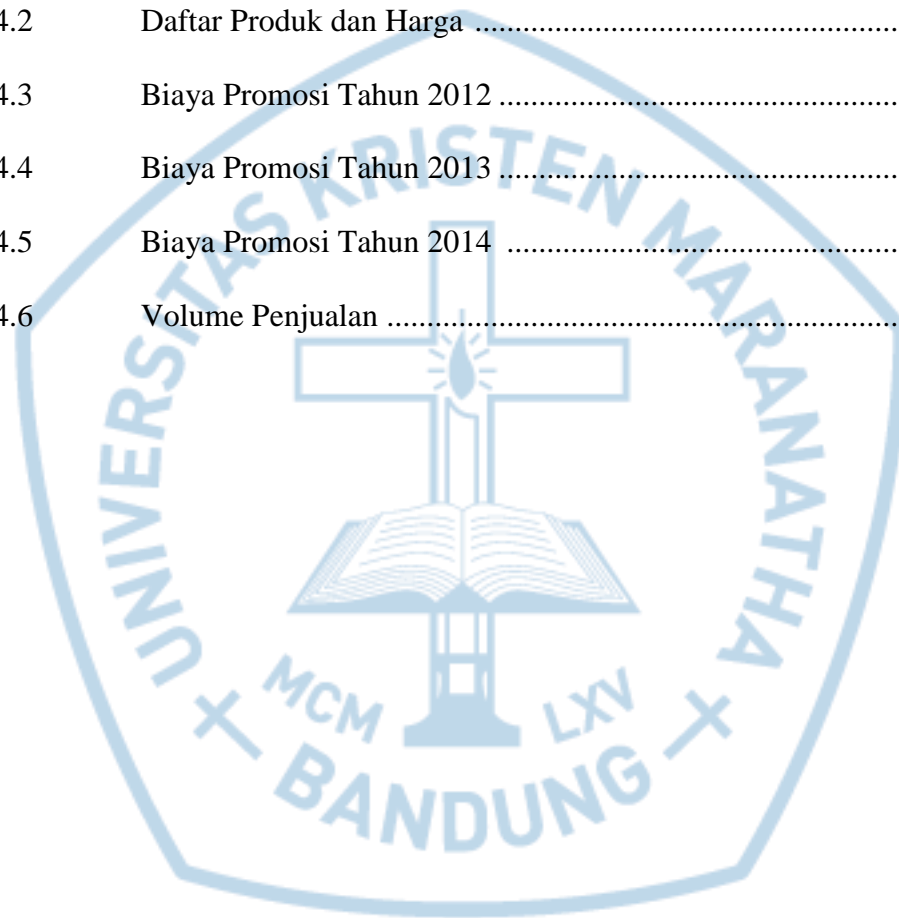 4.2 Daftar Produk dan Harga ....................................................
4.3 Biaya Promosi Tahun 2012 ..................................................
4.4 Biaya Promosi Tahun 2013 ..................................................
4.5 Biaya Promosi Tahun 2014 .................................................
4.6 Volume Penjualan ................................................................
UNIVERSITAS KRISTEN MARANATHA
MCM LXV
BANDUNG